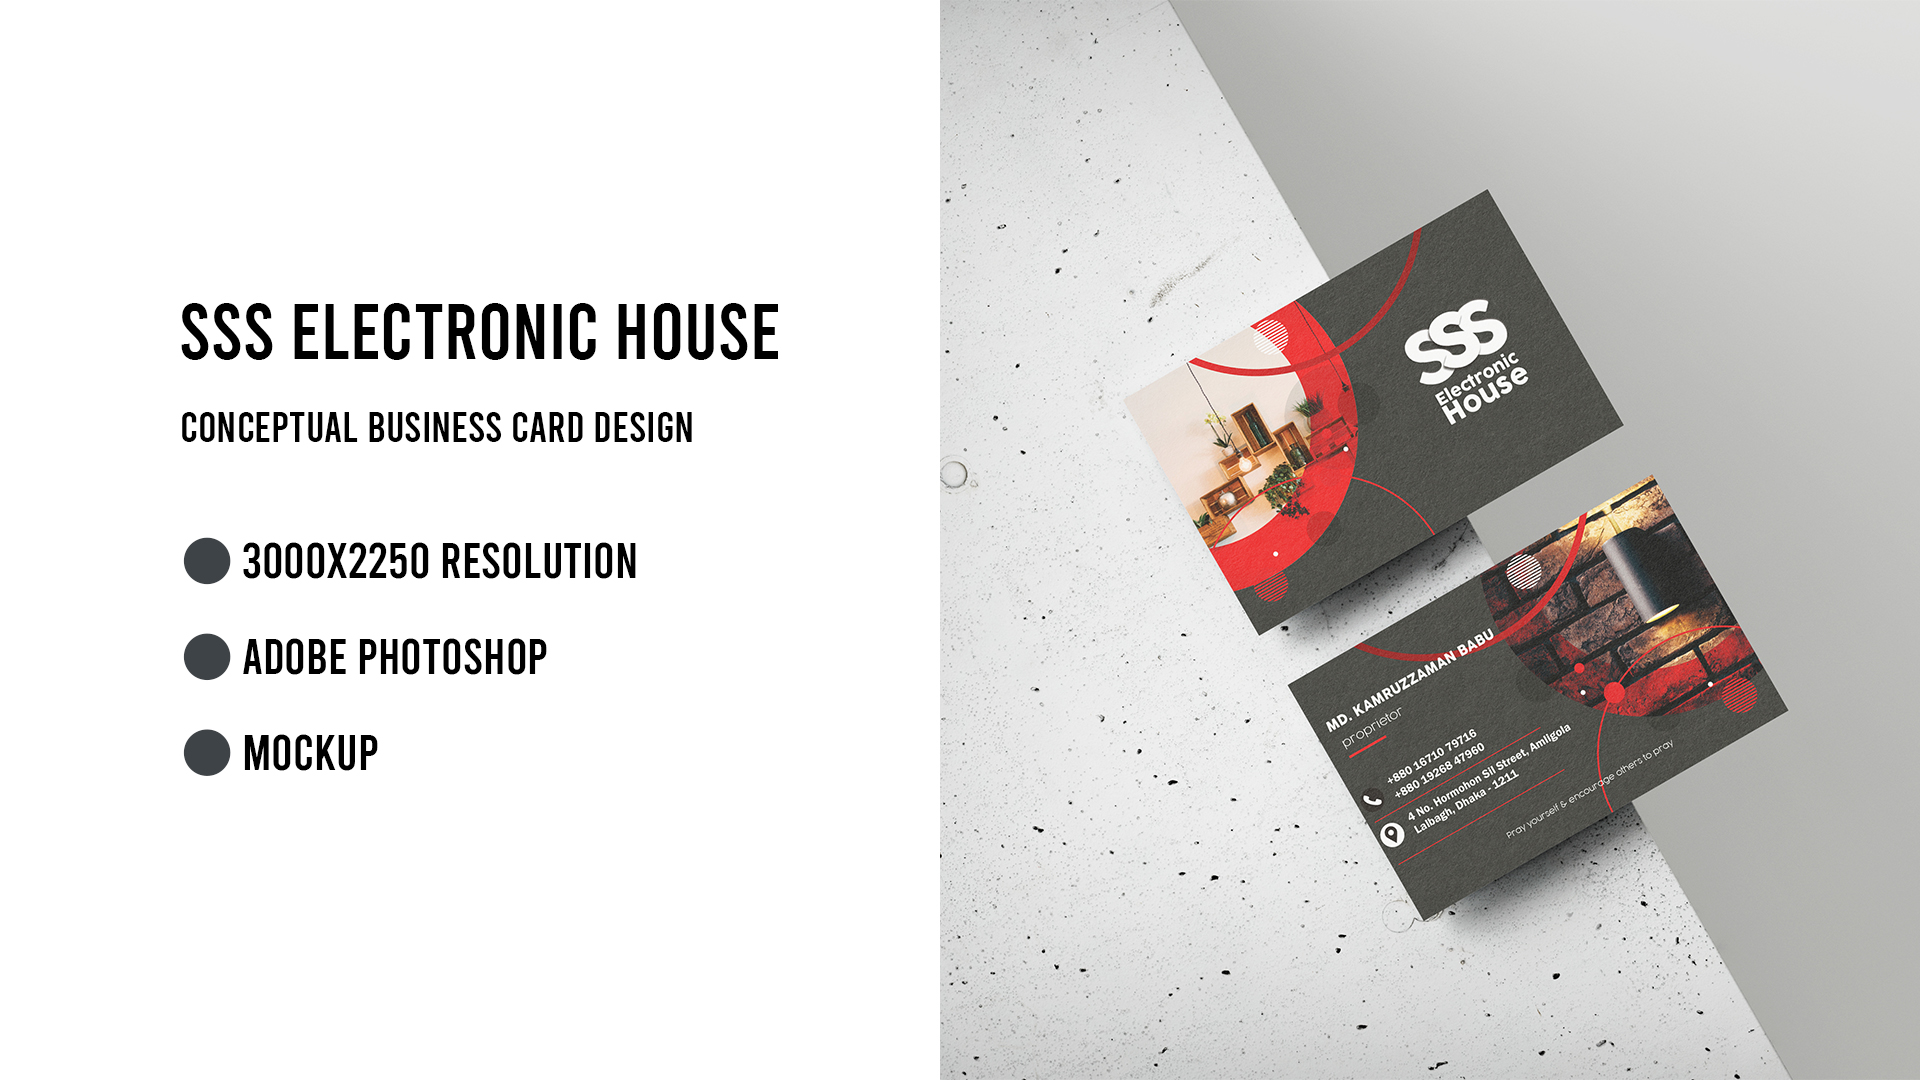 SSS ELECTRONIC HOUSE
CONCEPTUAL BUSINESS CARD DESIGN
3000X2250 RESOLUTION
ADOBE PHOTOSHOP
MOCKUP
SSS
Electronic
House
MD. KAMRUZZAMAN BABU
proprietor
+880 16710 79716
+880 19268 47960
4 No. Hormohon Sil Street, Amligola
Lalbagh, Dhaka - 1211
Pray yourself & encourage others to pray